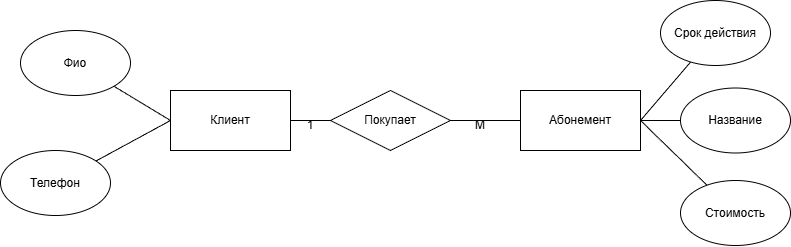 Срок действия
Фио
Клиент
1
Покупает
М
Абонемент
Название
Телефон
Стоимость